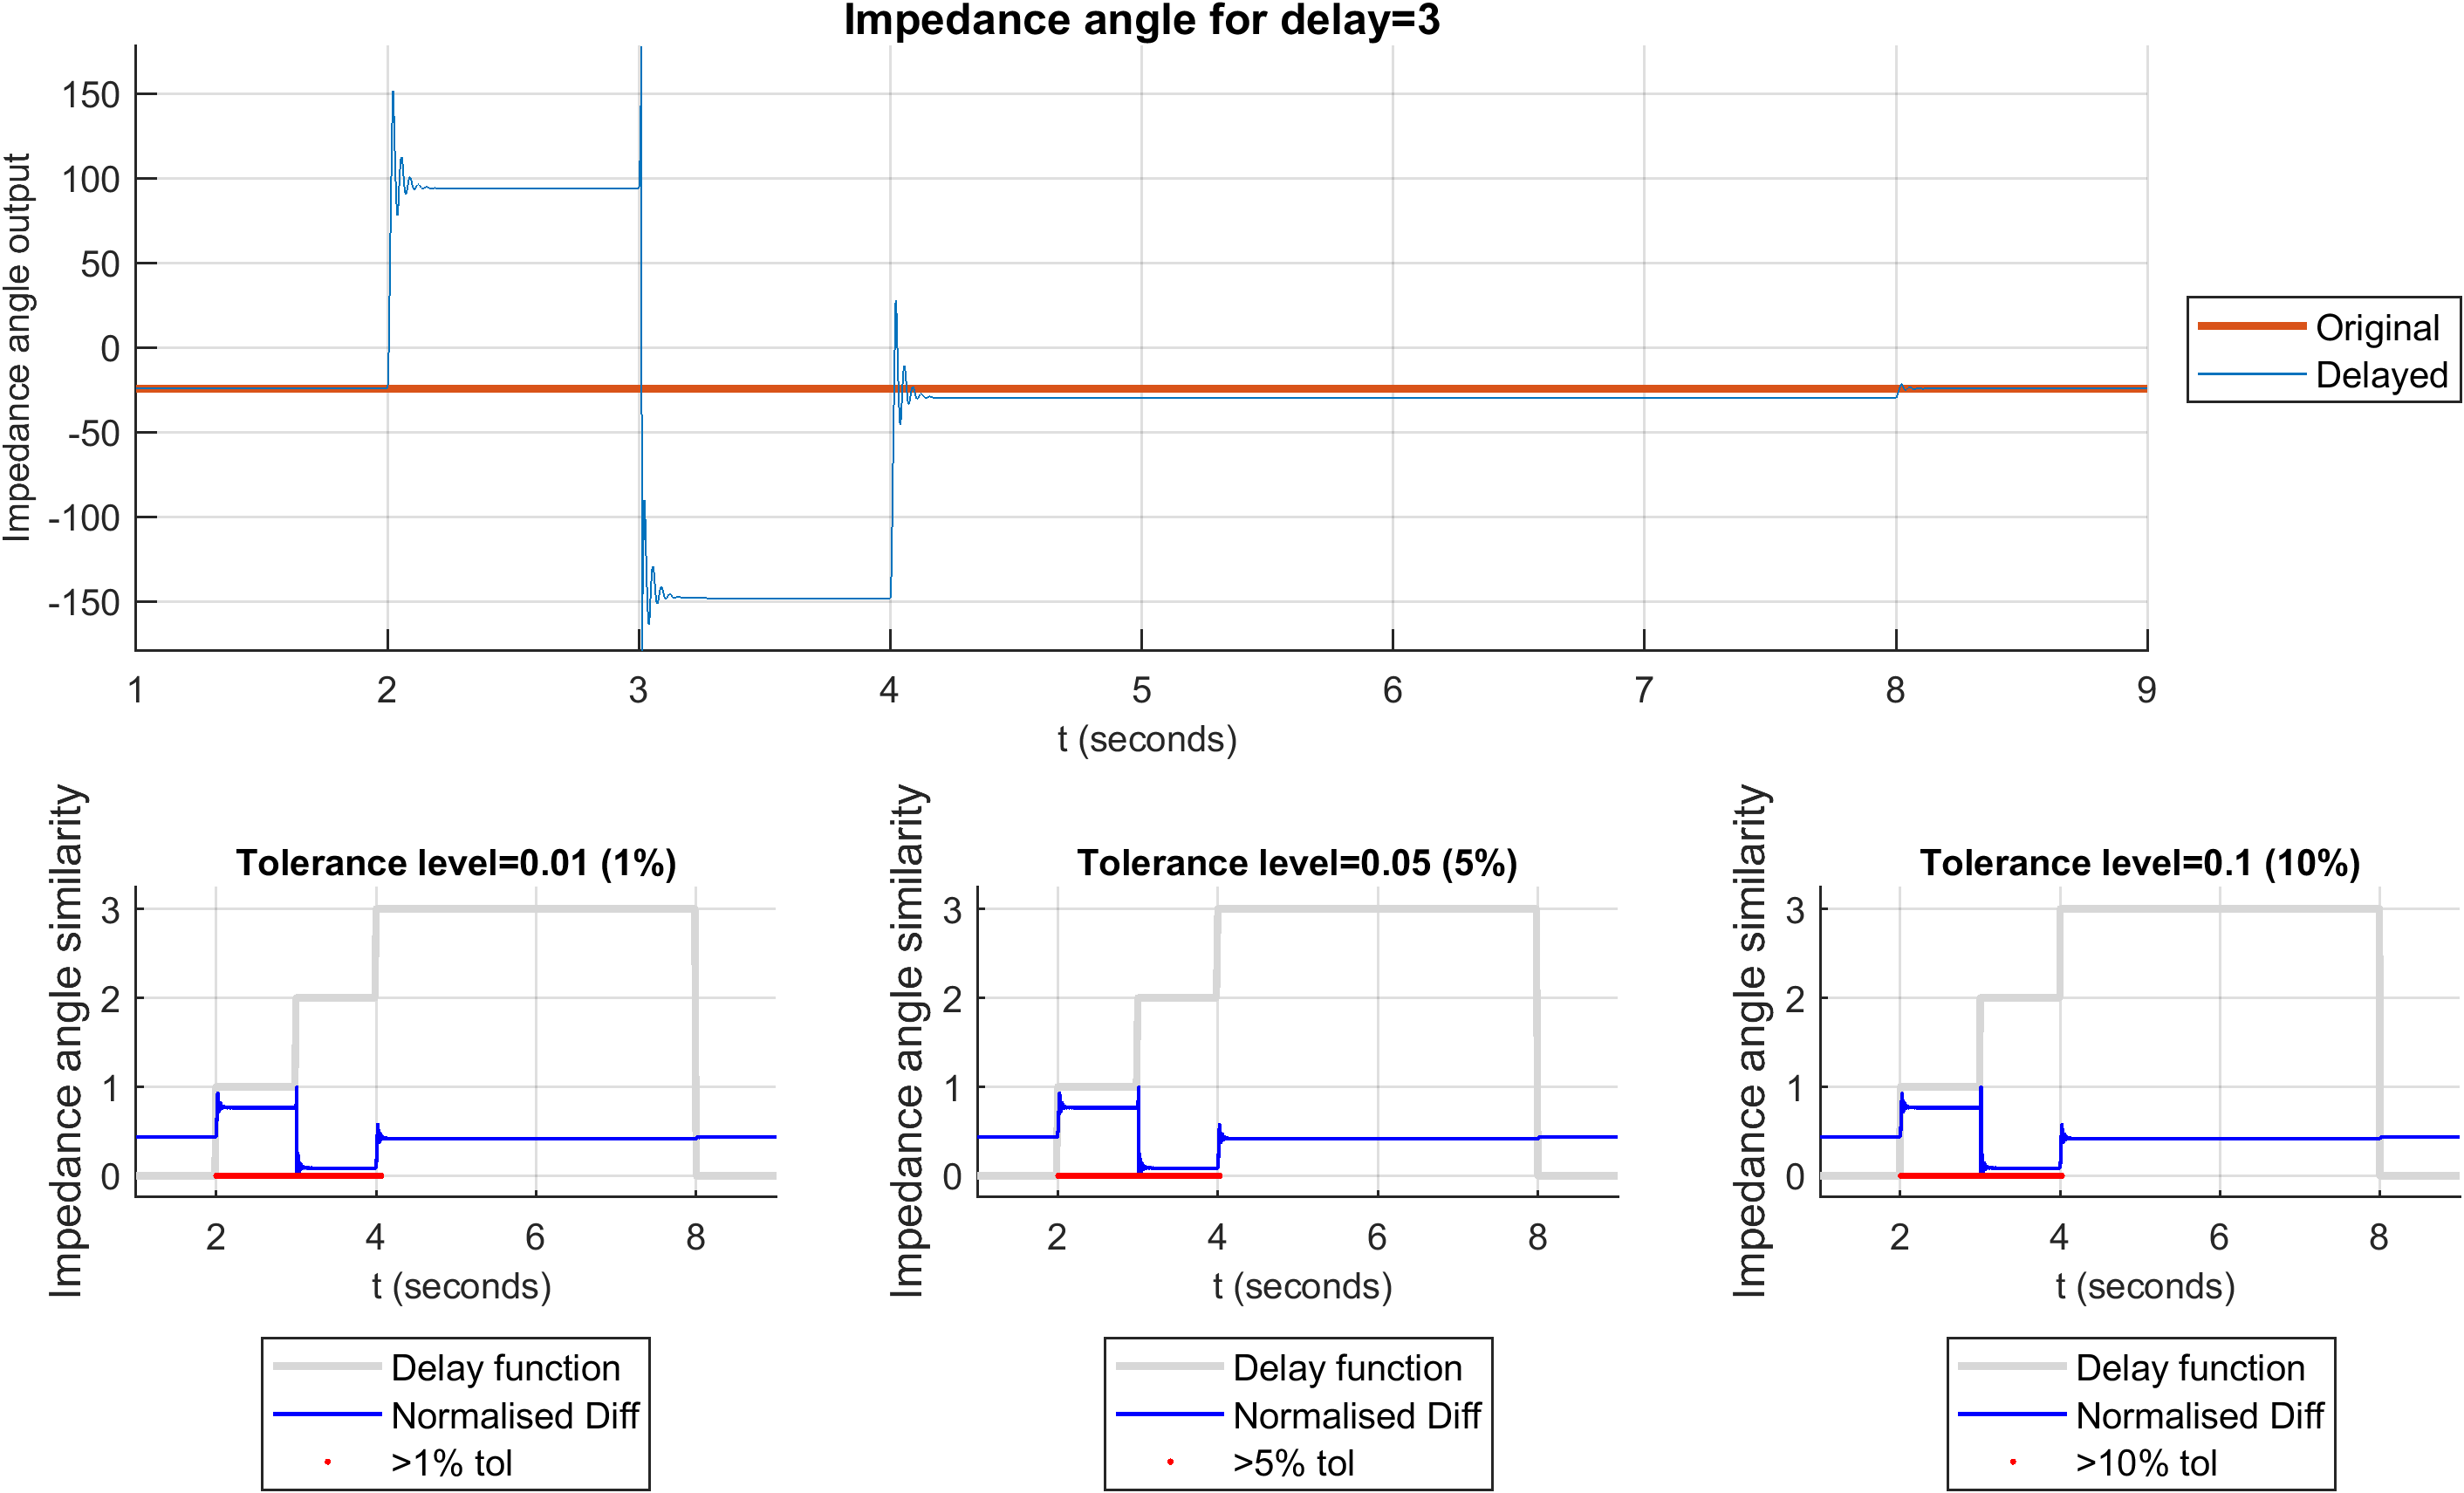 Impedance angle for delay=3
Impedance angle output
150
100
50
0
-50
-100
-150
1 2 3 4 5 6 7 8 9
t (seconds)
Original
Delayed
Tolerance level=0.01 (1%)
Impedance angle similarity
3
2
1
0
2 4 6 8
t (seconds)
Delay function
Normalised Diff
>1% tol
Tolerance level=0.05 (5%)
Impedance angle similarity
3
2
1
0
2 4 6 8
t (seconds)
Delay function
Normalised Diff
>5% tol
Tolerance level=0.1 (10%)
Impedance angle similarity
3
2
1
0
2 4 6 8
t (seconds)
Delay function
Normalised Diff
>10% tol